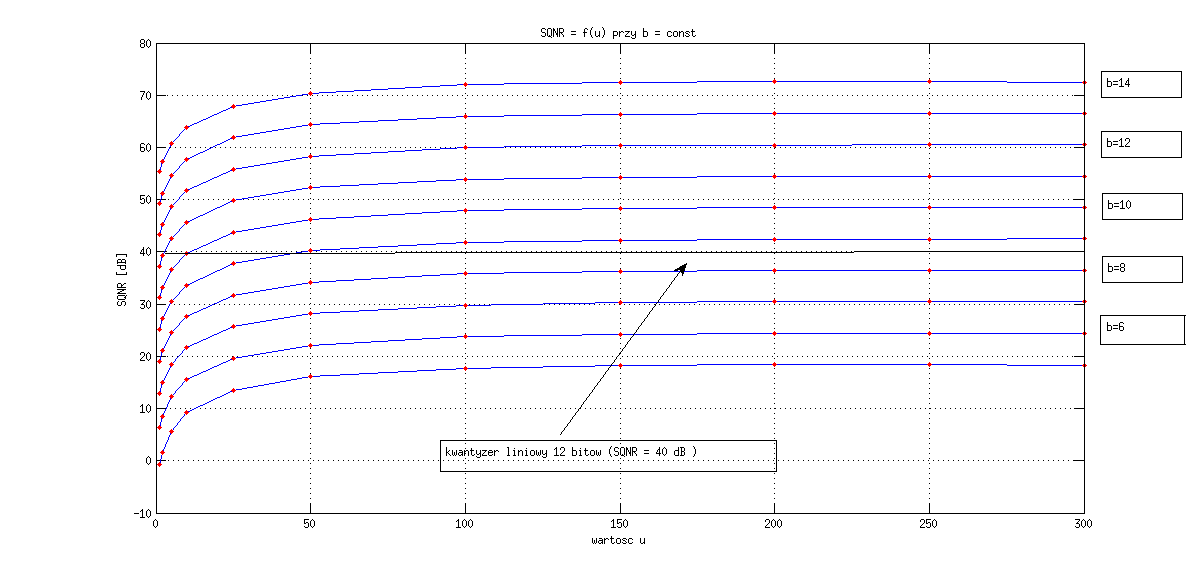 SQNR = f(u) przy b = const
80
70
60
50
40
30
20
10
0
-10
SQNR [dB]
0 50 100 150 200 250 300
wartosc u
b=14
b=12
b=10
b=8
b=6
kwantyzer liniowy 12 bitow (SQNR = 40 dB )